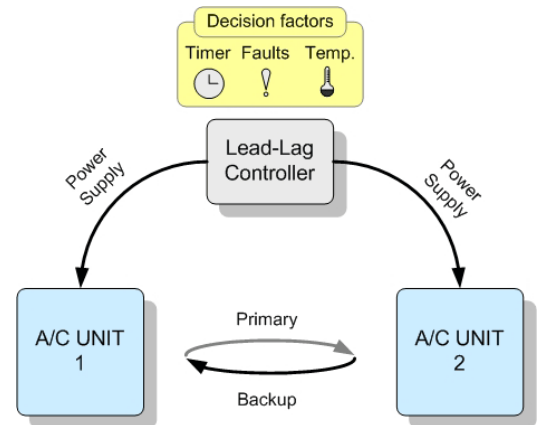 Decision factors
Timer Faults Temp.
Lead-Lag
Controller
Power
Supply
Power
Supply
A/C UNIT
1
Primary
Backup
A/C UNIT
2